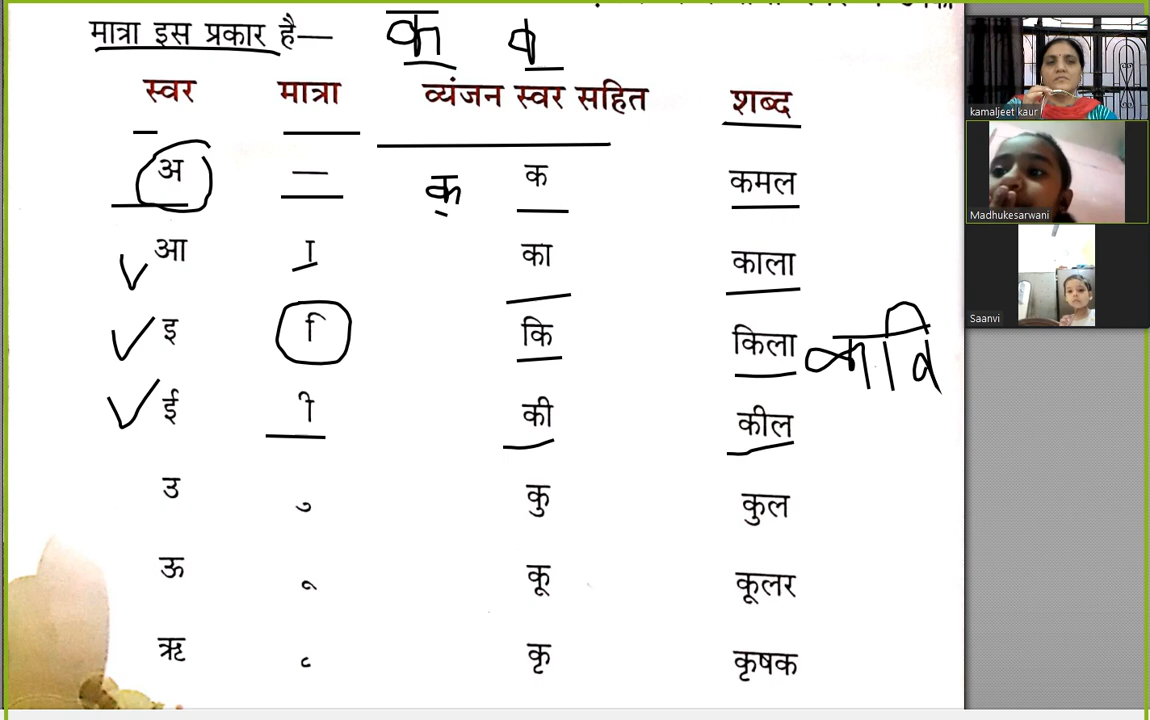 मात्रा इस प्रकार है— क
स्वर मात्रा व्यंजन स्वर सहित शब्द
अ — क़ क कमल
आ ा का काला
इ ि कि किला
ई ी की कील
उ ु कु कुल
ऊ ू कू कूलर
ऋ ृ कृ कृषक
kamaljeet kaur
Madhukesarwani
Saanvi